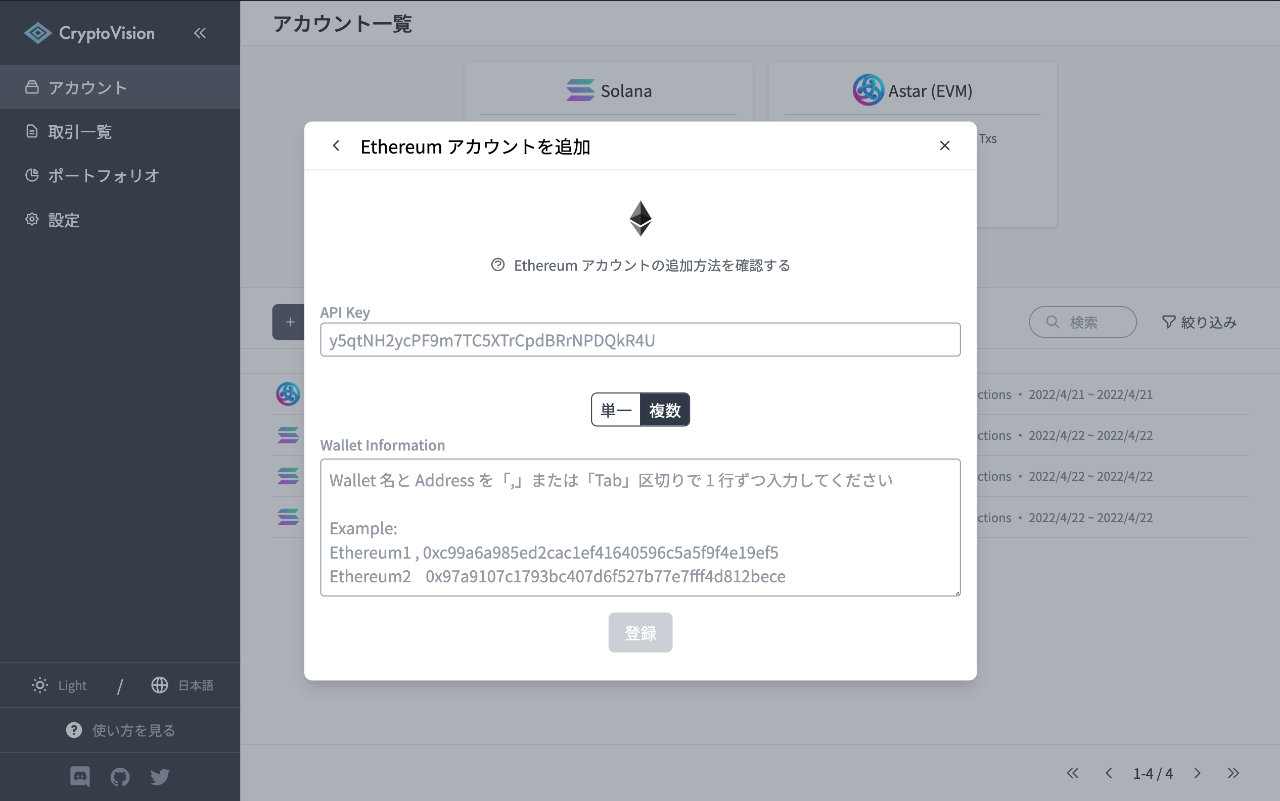 CryptoVision
アカウント
取引一覧
ポートフォリオ
設定
Light / 日本語
使い方を見る
アカウント一覧
Solana
Astar (EVM)
Txs
Ethereum アカウントを追加
Ethereum アカウントの追加方法を確認する
API Key
y5qtNH2ycPF9m7TC5XTrCpdBRrNPDQkR4U
単一 複数
Wallet Information
Wallet 名と Address を「,」または「Tab」区切りで 1 行ずつ入力してください
Example:
Ethereum1 , 0xc99a6a985ed2cac1ef41640596c5a5f9f4e19ef5
Ethereum2 0x97a9107c1793bc407d6f527b77e7fff4d812bece
登録
+
検索
絞り込み
ctions ・ 2022/4/21 ~ 2022/4/21
ctions ・ 2022/4/22 ~ 2022/4/22
ctions ・ 2022/4/22 ~ 2022/4/22
ctions ・ 2022/4/22 ~ 2022/4/22
1-4 / 4